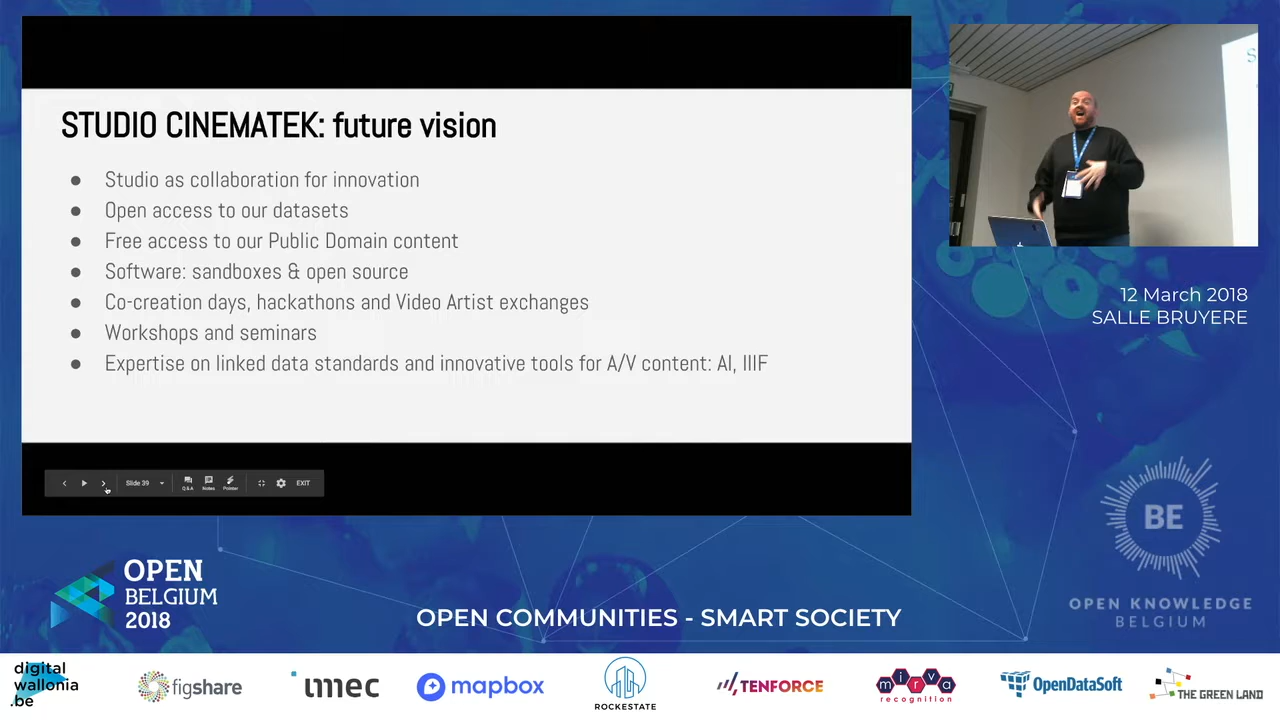 STUDIO CINEMATEK: future vision
● Studio as collaboration for innovation
● Open access to our datasets
● Free access to our Public Domain content
● Software: sandboxes & open source
● Co-creation days, hackathons and Video Artist exchanges
● Workshops and seminars
● Expertise on linked data standards and innovative tools for A/V content: AI, IIIF
Slide 39
Q&A Notes Pointer
EXIT
S
12 March 2018
SALLE BRUYERE
BE
OPEN KNOWLEDGE
BELGIUM
OPEN
BELGIUM
2018
OPEN COMMUNITIES - SMART SOCIETY
digital
wallonia
.be
figshare
imec
mapbox
ROCKESTATE
TENFORCE
mirva
recognition
OpenDataSoft
THE GREEN LAND